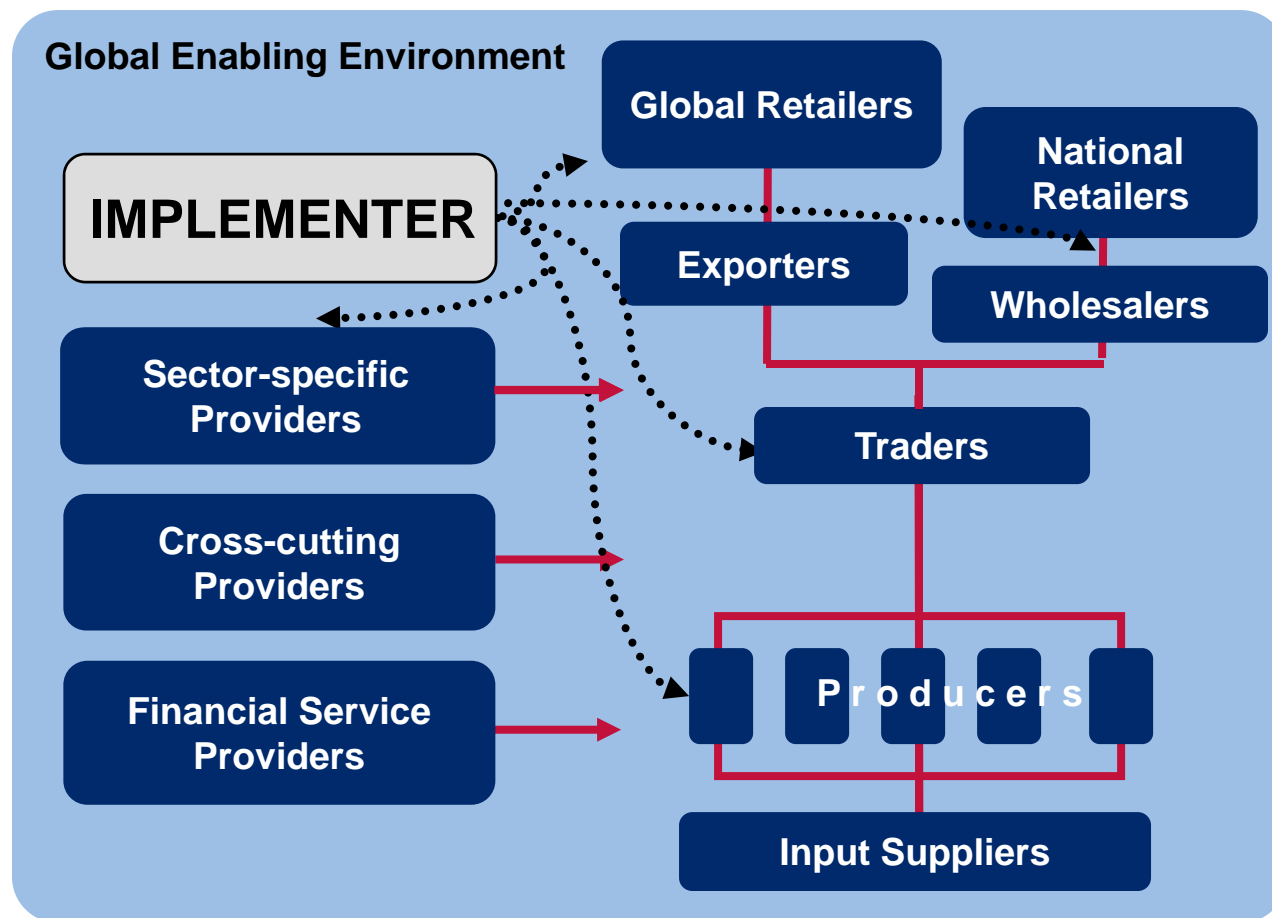 Global Enabling Environment
Global Retailers
National
Retailers
IMPLEMENTER
Exporters
Wholesalers
Sector-specific
Providers
Traders
Cross-cutting
Providers
Financial Service
Providers
Producers
Input Suppliers